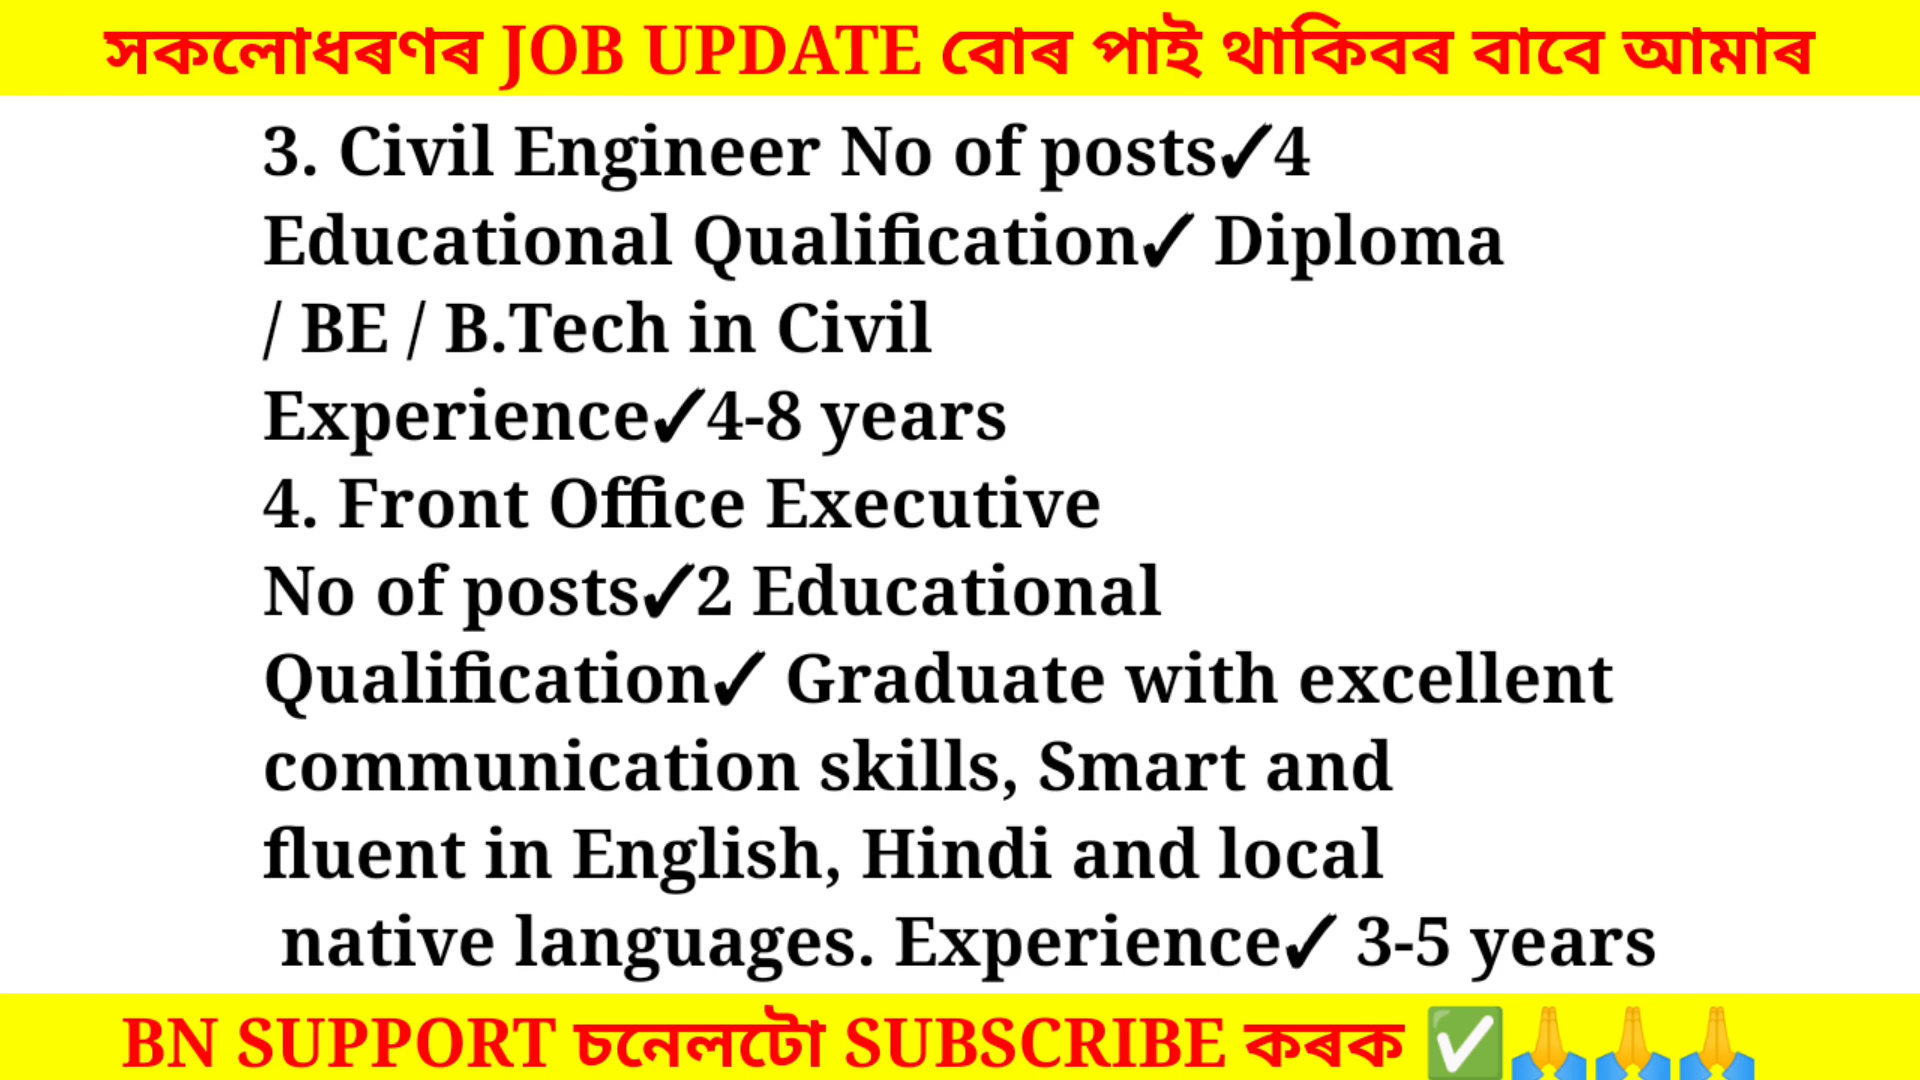 সকলোধৰণৰ JOB UPDATE বোৰ পাই থাকিবৰ বাবে আমাৰ
3. Civil Engineer No of posts✓4
Educational Qualification✓ Diploma
/ BE / B.Tech in Civil
Experience✓4-8 years
4. Front Office Executive
No of posts✓2 Educational
Qualification✓ Graduate with excellent
communication skills, Smart and
fluent in English, Hindi and local
native languages. Experience✓ 3-5 years
BN SUPPORT চনেলটো SUBSCRIBE কৰক ✅🙏🙏🙏